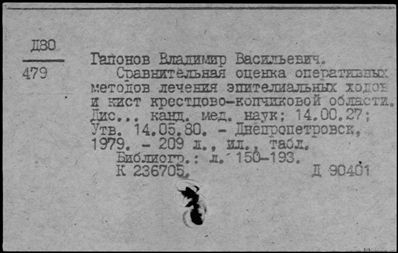 Д80
479
Гапонов Владимир Васильевич.
Сравнительная оценка оперативных
методов лечения эпителиальных ходов
и кист крестцово-копчиковой области.
Дис... канд. мед. наук; 14.00.27;
Утв. 14.05.80. - Днепропетровск,
1979. - 209 л., ил., табл.
Библиогр.: л. 150-193.
К 236705. Д 90401